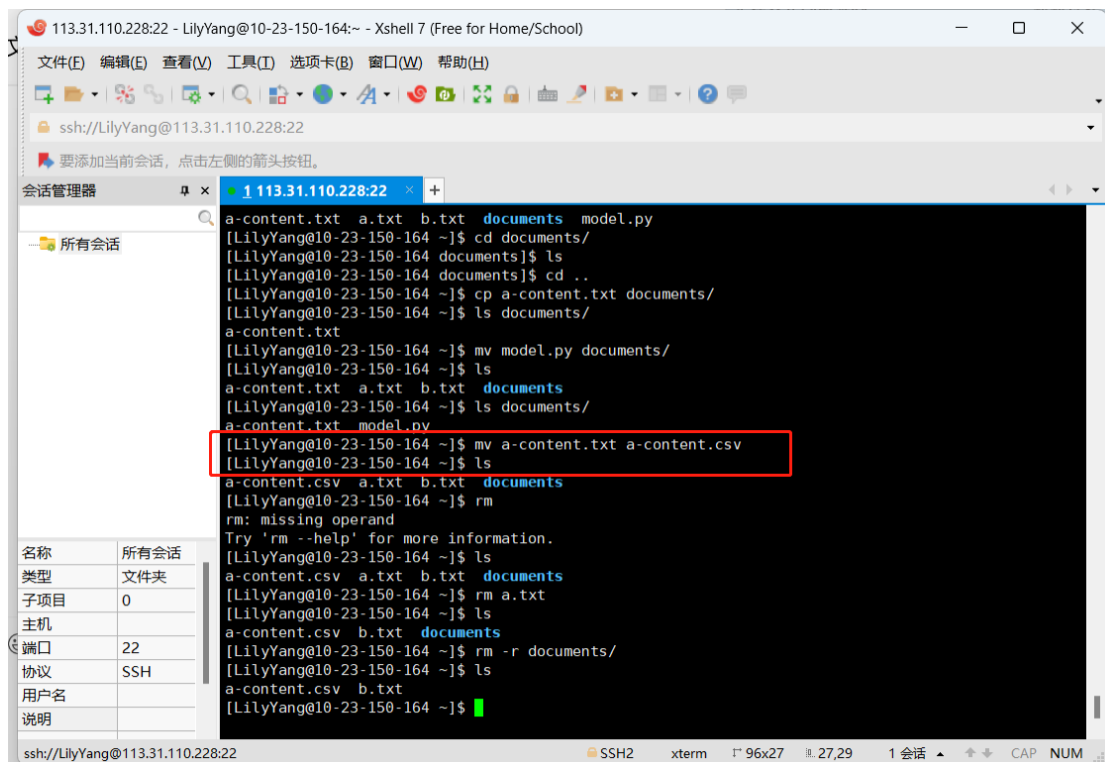 113.31.110.228:22 - LilyYang@10-23-150-164:~ - Xshell 7 (Free for Home/School)
文件(F) 编辑(E) 查看(V) 工具(T) 选项卡(B) 窗口(W) 帮助(H)
ssh://LilyYang@113.31.110.228:22
要添加当前会话，点击左侧的箭头按钮。
会话管理器
1 113.31.110.228:22
所有会话
a-content.txt a.txt b.txt documents model.py
[LilyYang@10-23-150-164 ~]$ cd documents/
[LilyYang@10-23-150-164 documents]$ ls
[LilyYang@10-23-150-164 documents]$ cd ..
[LilyYang@10-23-150-164 ~]$ cp a-content.txt documents/
[LilyYang@10-23-150-164 ~]$ ls documents/
a-content.txt
[LilyYang@10-23-150-164 ~]$ mv model.py documents/
[LilyYang@10-23-150-164 ~]$ ls
a-content.txt a.txt b.txt documents
[LilyYang@10-23-150-164 ~]$ ls documents/
a-content.txt model.py
[LilyYang@10-23-150-164 ~]$ mv a-content.txt a-content.csv
[LilyYang@10-23-150-164 ~]$ ls
a-content.csv a.txt b.txt documents
[LilyYang@10-23-150-164 ~]$ rm
rm: missing operand
Try 'rm --help' for more information.
[LilyYang@10-23-150-164 ~]$ ls
a-content.csv a.txt b.txt documents
[LilyYang@10-23-150-164 ~]$ rm a.txt
[LilyYang@10-23-150-164 ~]$ ls
a-content.csv b.txt documents
[LilyYang@10-23-150-164 ~]$ rm -r documents/
[LilyYang@10-23-150-164 ~]$ ls
a-content.csv b.txt
[LilyYang@10-23-150-164 ~]$
名称 所有会话
类型 文件夹
子项目 0
主机
端口 22
协议 SSH
用户名
说明
ssh://LilyYang@113.31.110.228:22 SSH2 xterm 96x27 27,29 1 会话 CAP NUM